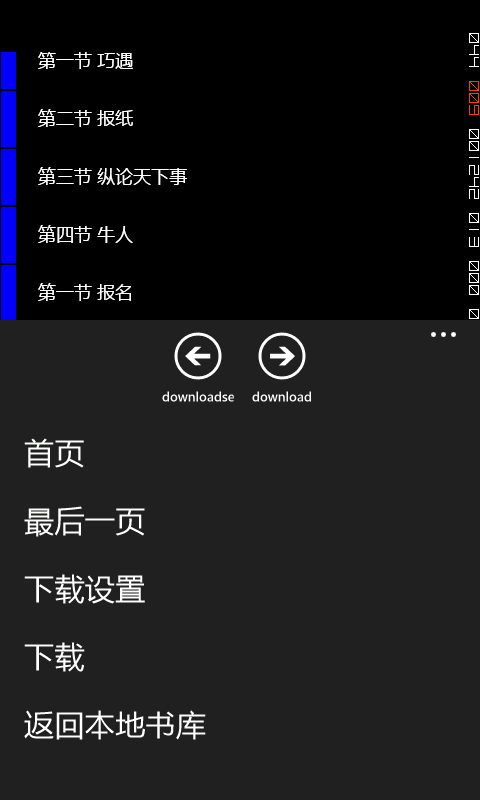 第一节 巧遇
第二节 报纸
第三节 纵论天下事
第四节 牛人
第一节 报名
downloadse
download
首页
最后一页
下载设置
下载
返回本地书库